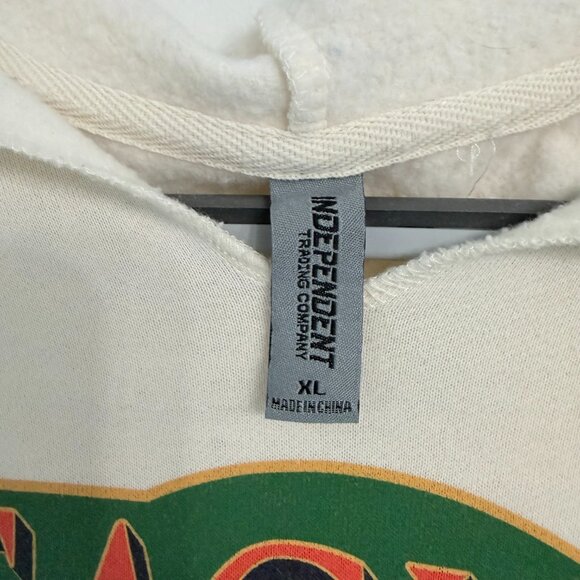 INDEPENDENT
TRADING COMPANY
XL
MADE IN CHINA